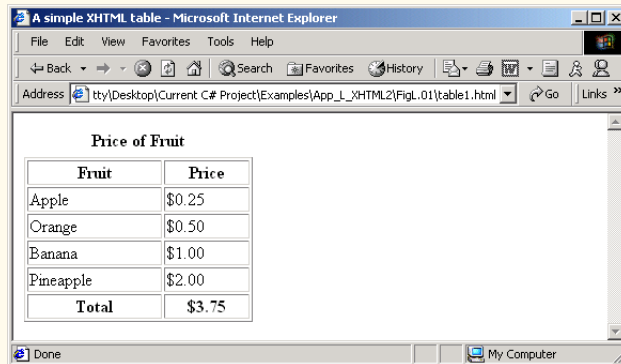 A simple XHTML table - Microsoft Internet Explorer
File Edit View Favorites Tools Help
Back Search Favorites History
Address tty\Desktop\Current C# Project\Examples\App_L_XHTML2\FigL.01\table1.html Go Links »
Price of Fruit
Fruit Price
Apple $0.25
Orange $0.50
Banana $1.00
Pineapple $2.00
Total $3.75
Done My Computer